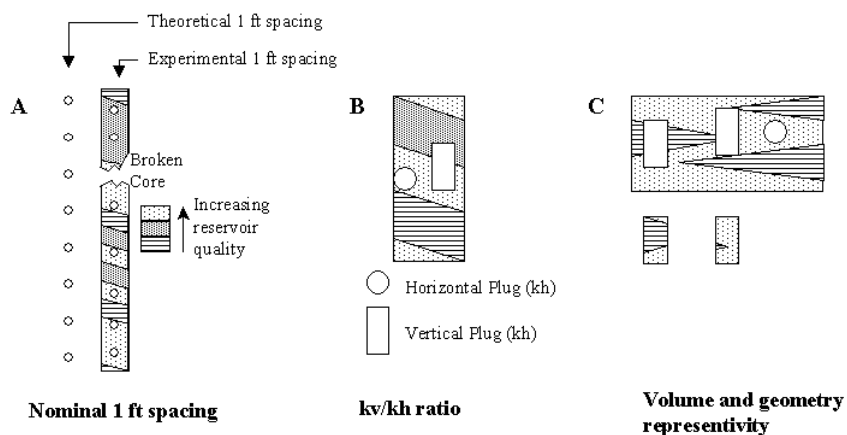 Theoretical 1 ft spacing
Experimental 1 ft spacing
A
B
C
Broken
Core
Increasing
reservoir
quality
Horizontal Plug (kh)
Vertical Plug (kh)
Nominal 1 ft spacing
kv/kh ratio
Volume and geometry
representivity